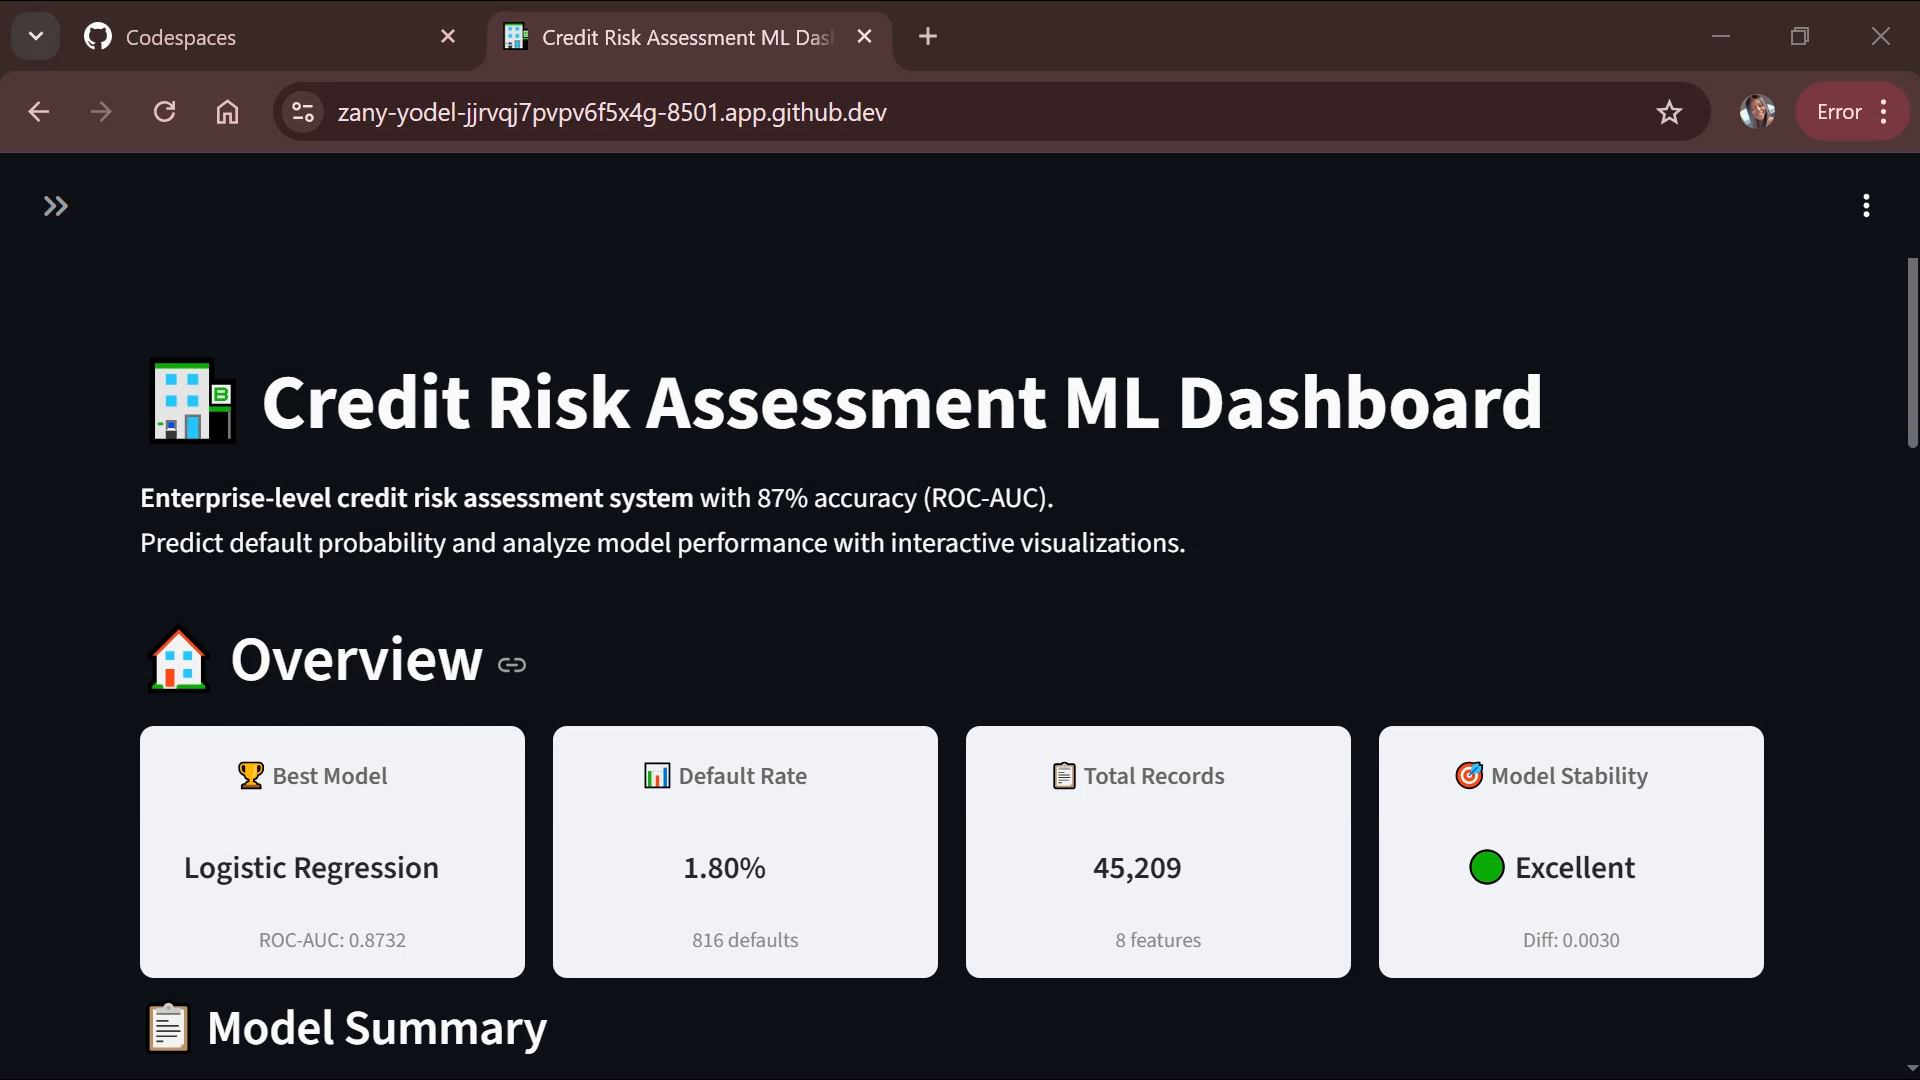 Codespaces
Credit Risk Assessment ML Das
zany-yodel-jjrvqj7pvpv6f5x4g-8501.app.github.dev
Error
Credit Risk Assessment ML Dashboard
Enterprise-level credit risk assessment system with 87% accuracy (ROC-AUC).
Predict default probability and analyze model performance with interactive visualizations.
Overview
Best Model
Logistic Regression
ROC-AUC: 0.8732
Default Rate
1.80%
816 defaults
Total Records
45,209
8 features
Model Stability
Excellent
Diff: 0.0030
Model Summary